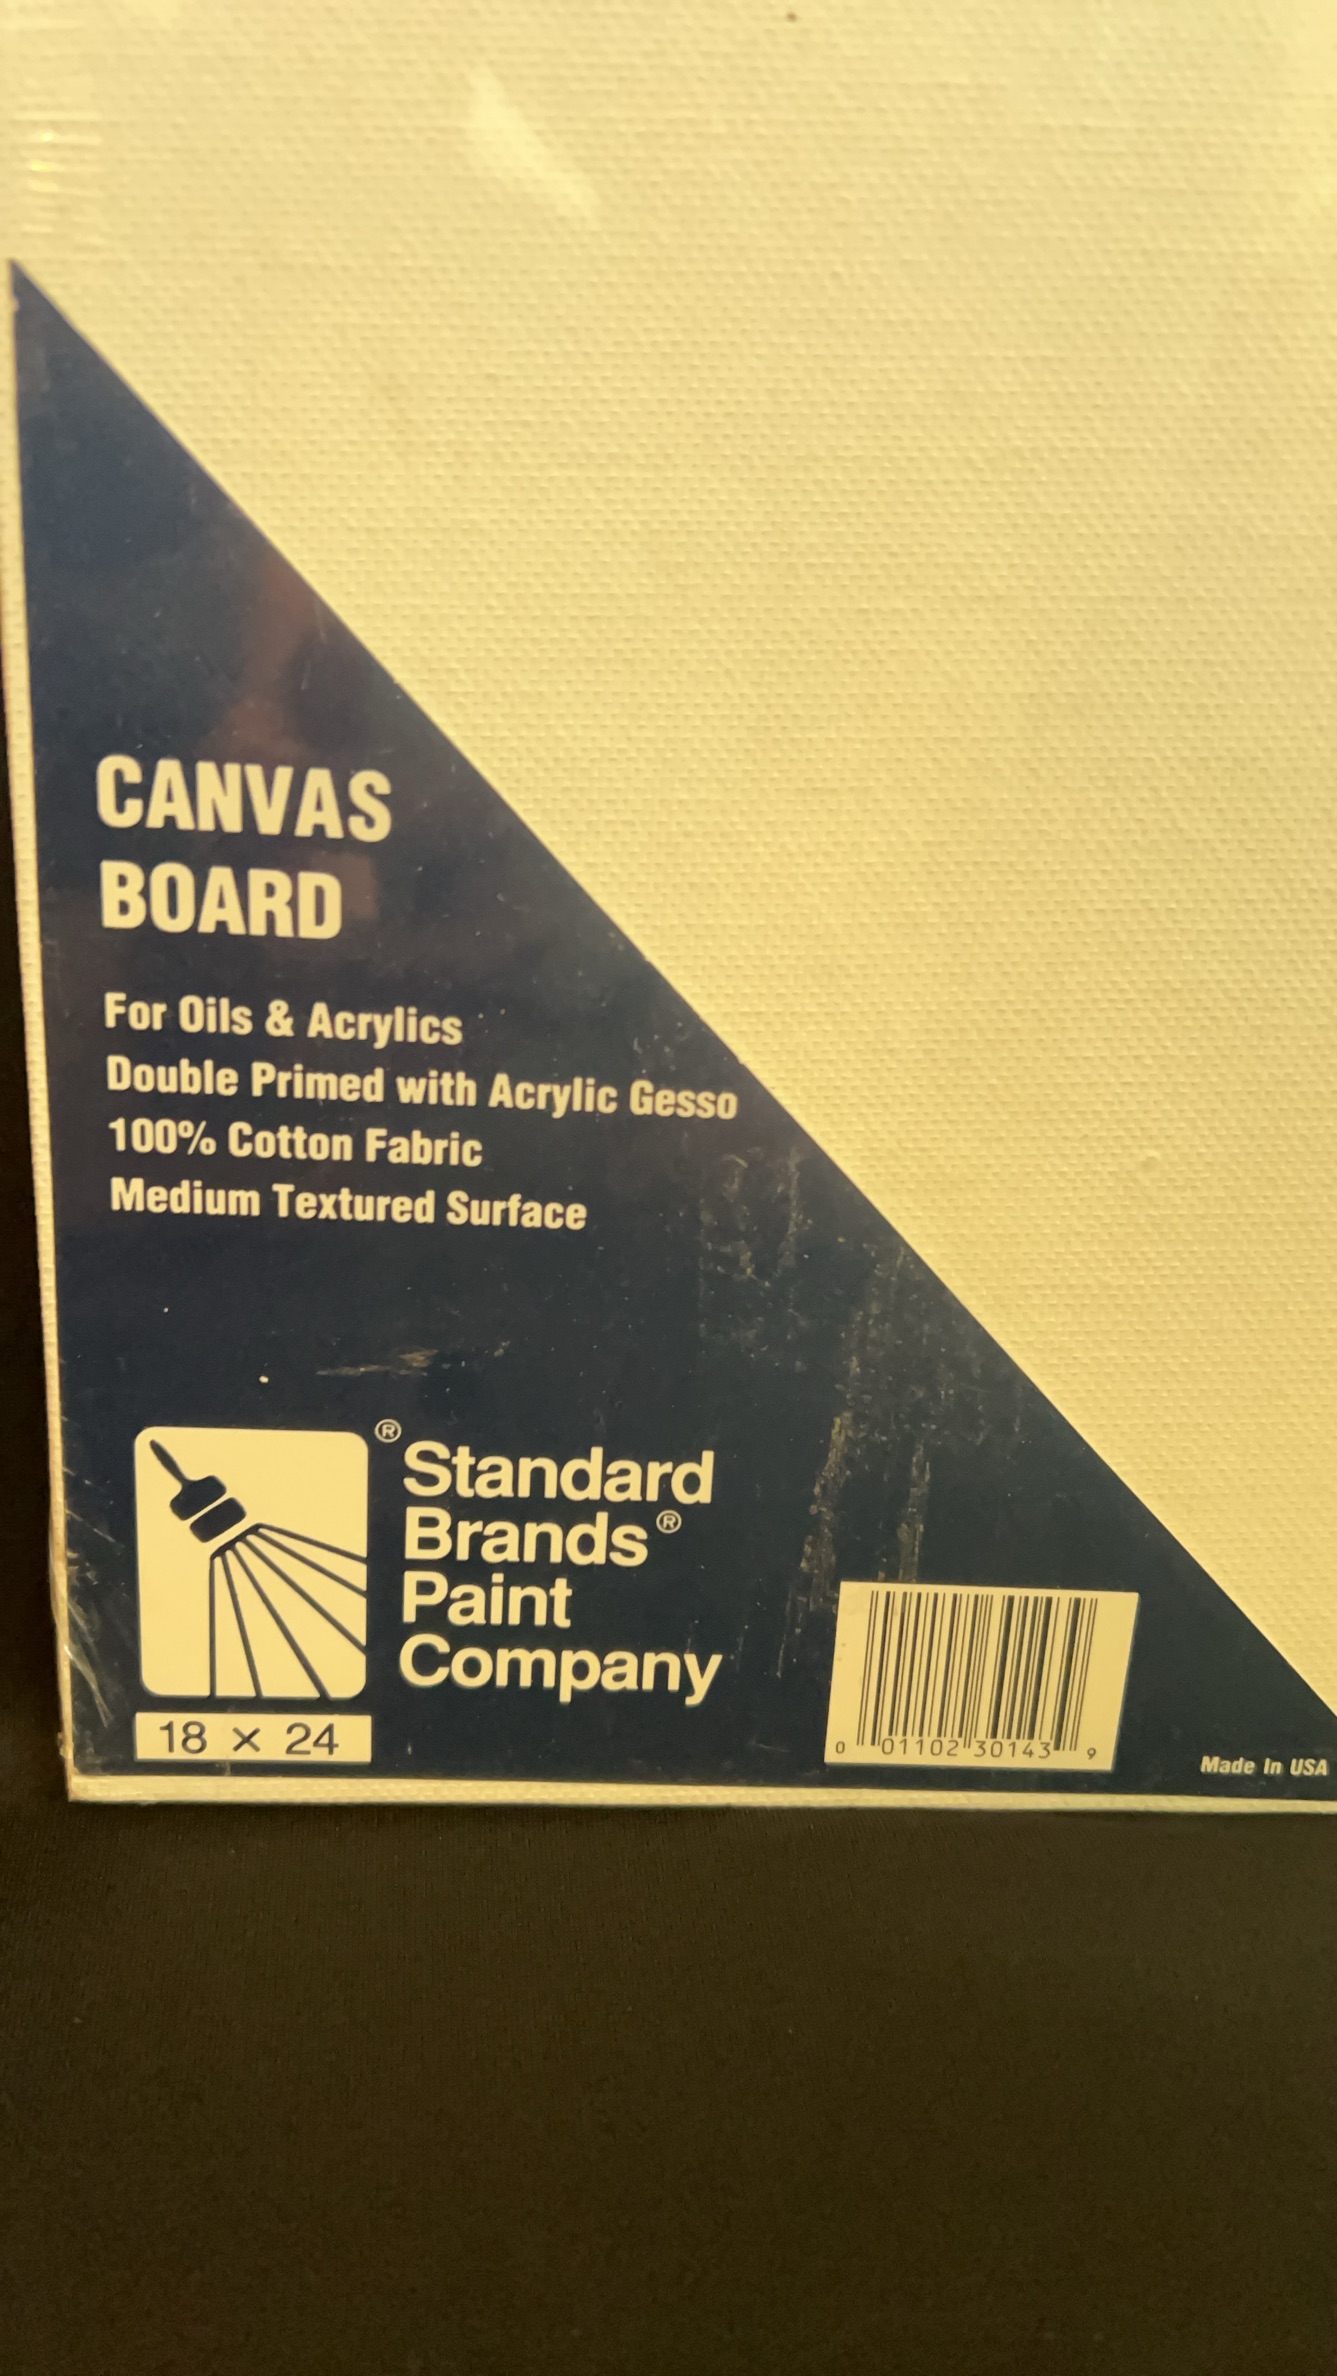 CANVAS
BOARD
For Oils & Acrylics
Double Primed with Acrylic Gesso
100% Cotton Fabric
Medium Textured Surface
® Standard
Brands®
Paint
Company
18 × 24
0 01102 30143 9
Made In USA